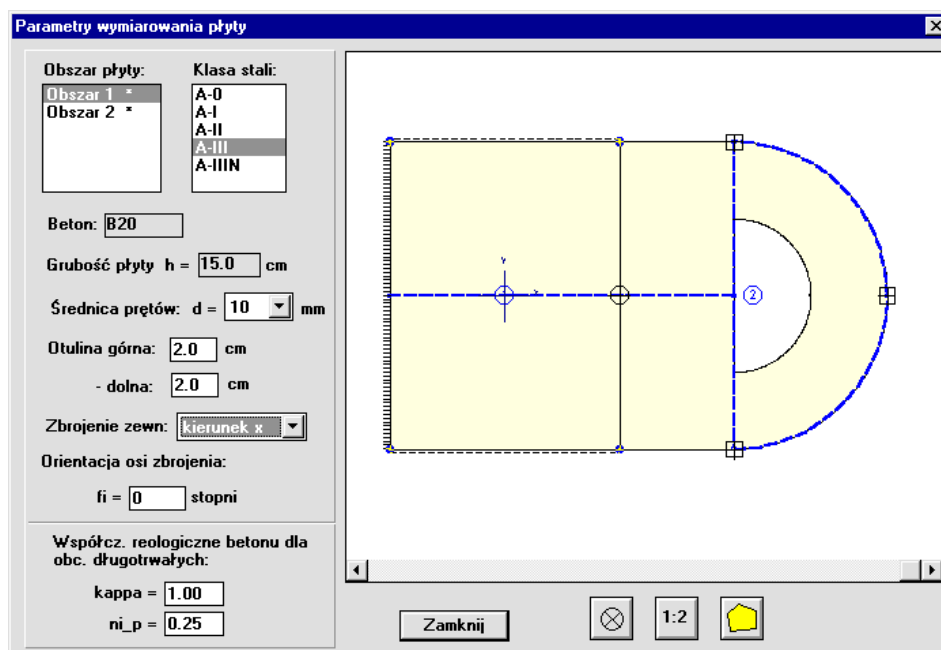 Parametry wymiarowania płyty
Obszar płyty:
Klasa stali:
Obszar 1 *
Obszar 2 *
A-0
A-I
A-II
A-III
A-IIIN
Beton: B20
Grubość płyty h = 15.0 cm
Średnica prętów: d = 10 mm
Otulina górna: 2.0 cm
- dolna: 2.0 cm
Zbrojenie zewn: kierunek x
Orientacja osi zbrojenia:
fi = 0 stopni
Współcz. reologiczne betonu dla
obc. długotrwałych:
kappa = 1.00
ni_p = 0.25
Y
x
2
Zamknij
1:2